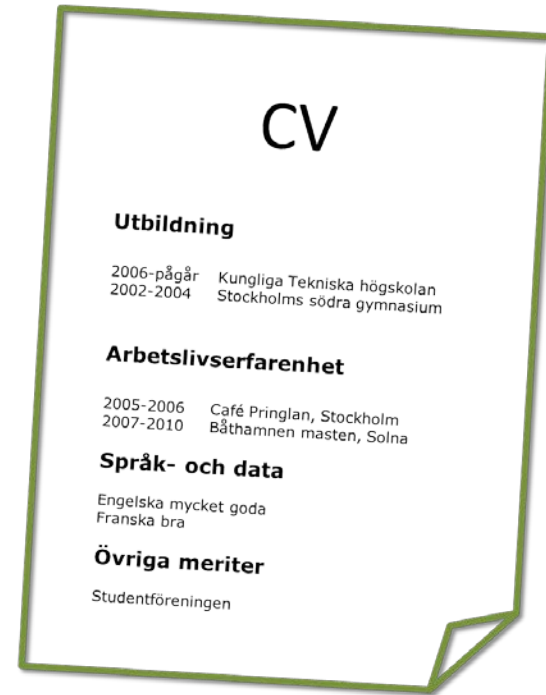 CV
Utbildning
2006-pågår Kungliga Tekniska högskolan
2002-2004 Stockholms södra gymnasium
Arbetslivserfarenhet
2005-2006 Café Pringlan, Stockholm
2007-2010 Båthamnen masten, Solna
Språk- och data
Engelska mycket goda
Franska bra
Övriga meriter
Studentföreningen